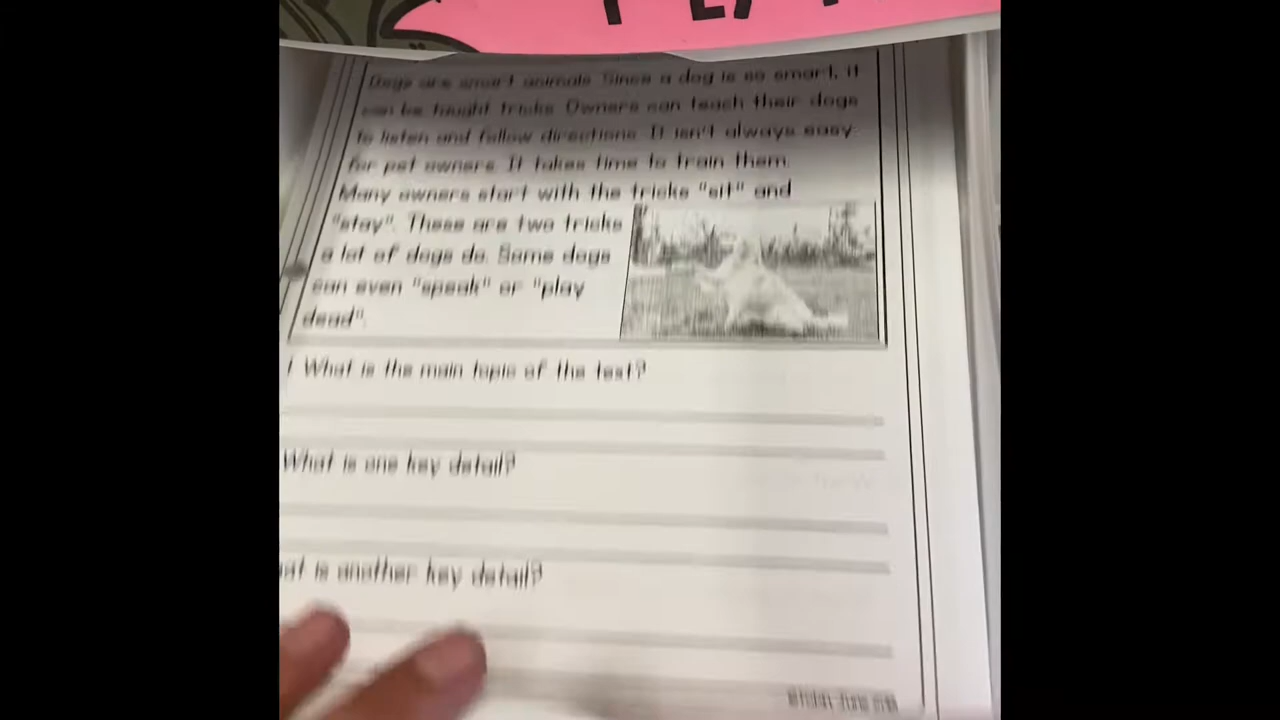 Dogs are smart animals. Since a dog is so smart, it
can be taught tricks. Owners can teach their dogs
to listen and follow directions. It isn't always easy
for pet owners. It takes time to train them.
Many owners start with the tricks "sit" and
"stay". These are two tricks
a lot of dogs do. Some dogs
can even "speak" or "play
dead".
1. What is the main topic of the text?
What is one key detail?
is another key detail?